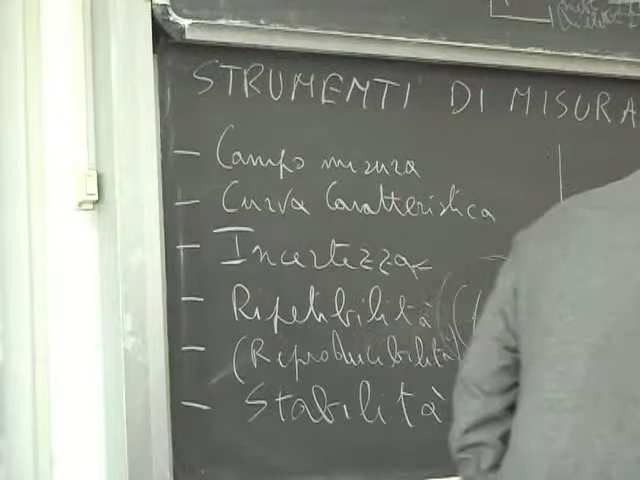 STRUMENTI DI MISURA
- Campo misura
- Curva Caratteristica
- Incertezza
- Ripetibilità (
- (Riproducibilità)
- Stabilità